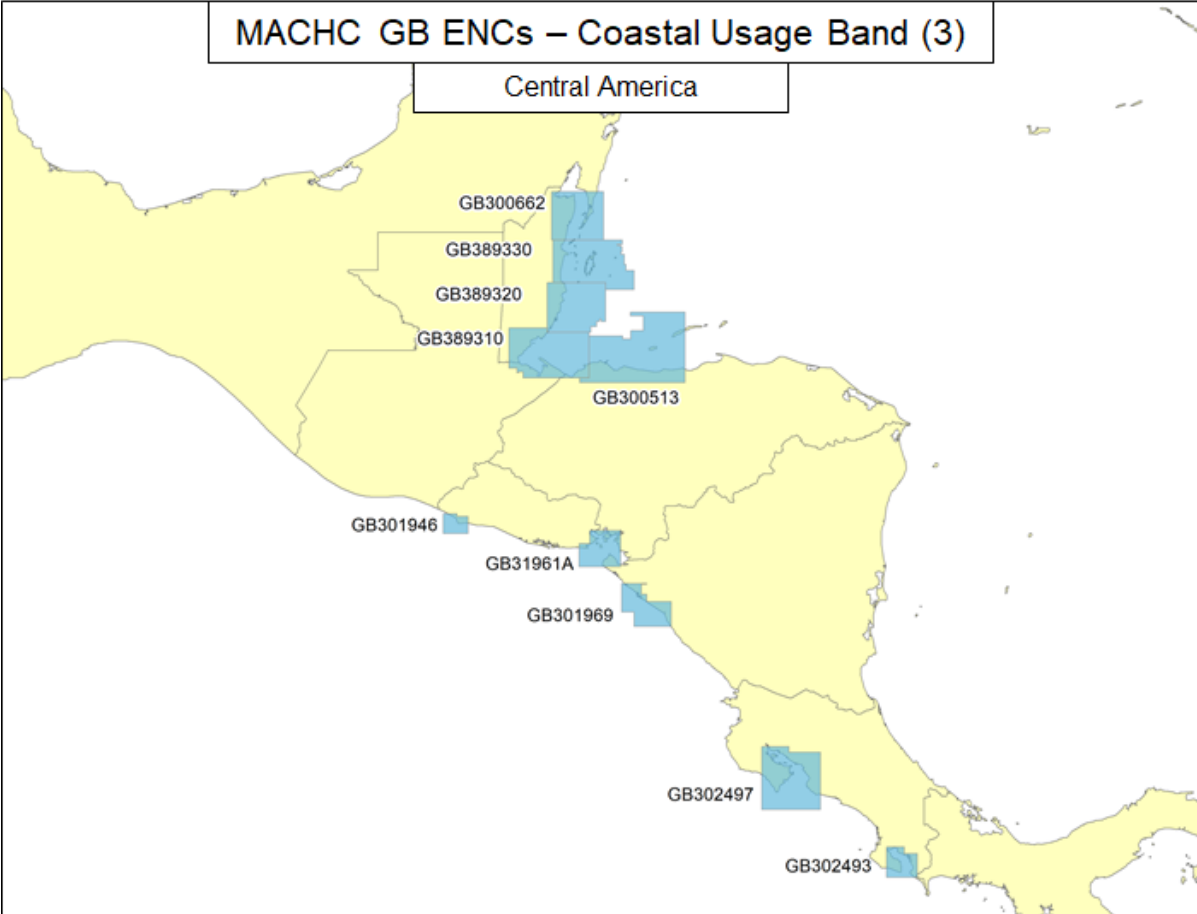 MACHC GB ENCs – Coastal Usage Band (3)
Central America
GB300662
GB389330
GB389320
GB389310
GB300513
GB301946
GB31961A
GB301969
GB302497
GB302493